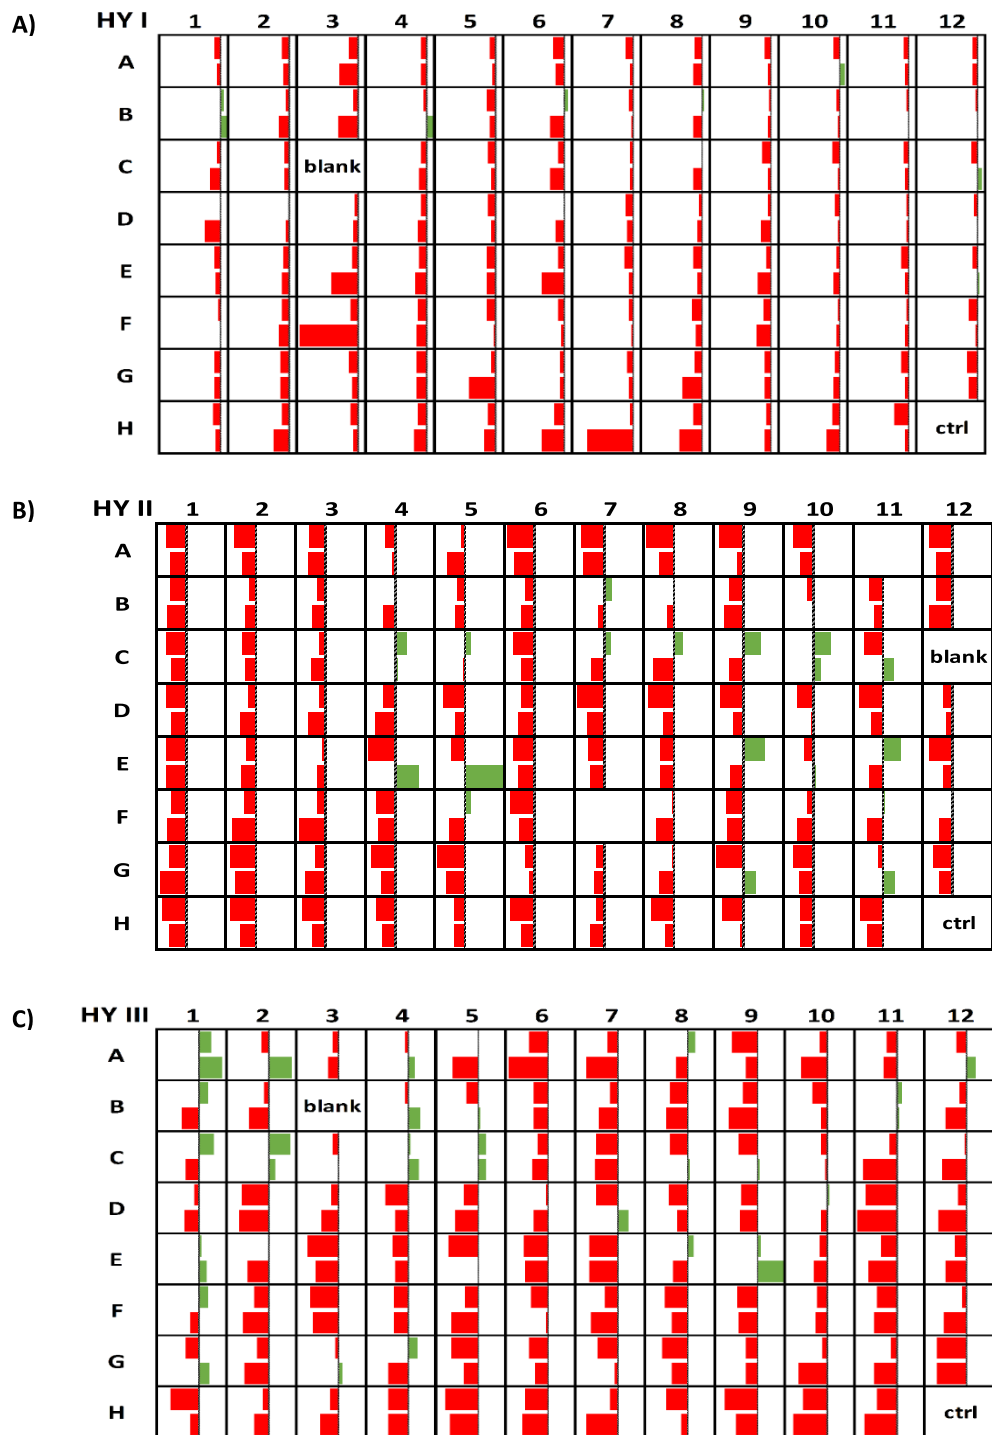 A)
HY I 1 2 3 4 5 6 7 8 9 10 11 12
A
B
C blank
D
E
F
G
H ctrl
B)
HY II 1 2 3 4 5 6 7 8 9 10 11 12
A
B
C blank
D
E
F
G
H ctrl
C)
HY III 1 2 3 4 5 6 7 8 9 10 11 12
A
B blank
C
D
E
F
G
H ctrl